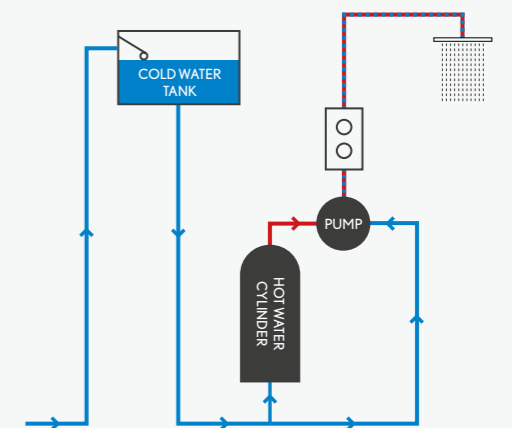 COLD WATER
TANK
PUMP
HOT WATER
CYLINDER